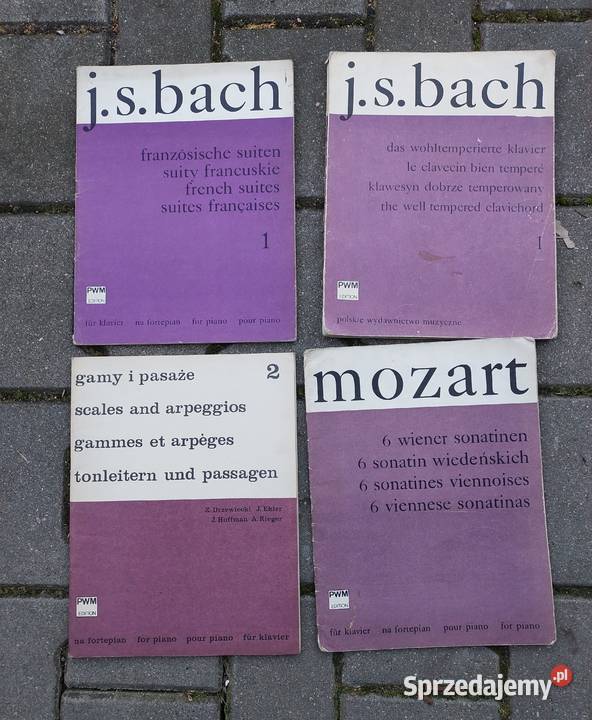 j.s.bach
französische suiten
suity francuskie
french suites
suites françaises
1
PWM
EDITION
für klavier na fortepian for piano pour piano
j.s.bach
das wohltemperierte klavier
le clavecin bien temperé
klawesyn dobrze temperowany
the well tempered clavichord
I
PWM
EDITION
polskie wydawnictwo muzyczne
gamy i pasaże 2
scales and arpeggios
gammes et arpèges
tonleitern und passagen
Z. Drzewiecki J. Ekier
J. Hoffman A. Rieger
PWM
EDITION
na fortepian for piano pour piano für klavier
mozart
6 wiener sonatinen
6 sonatin wiedeńskich
6 sonatines viennoises
6 viennese sonatinas
PWM
EDITION
für klavier na fortepian pour piano for piano
Sprzedajemy.pl